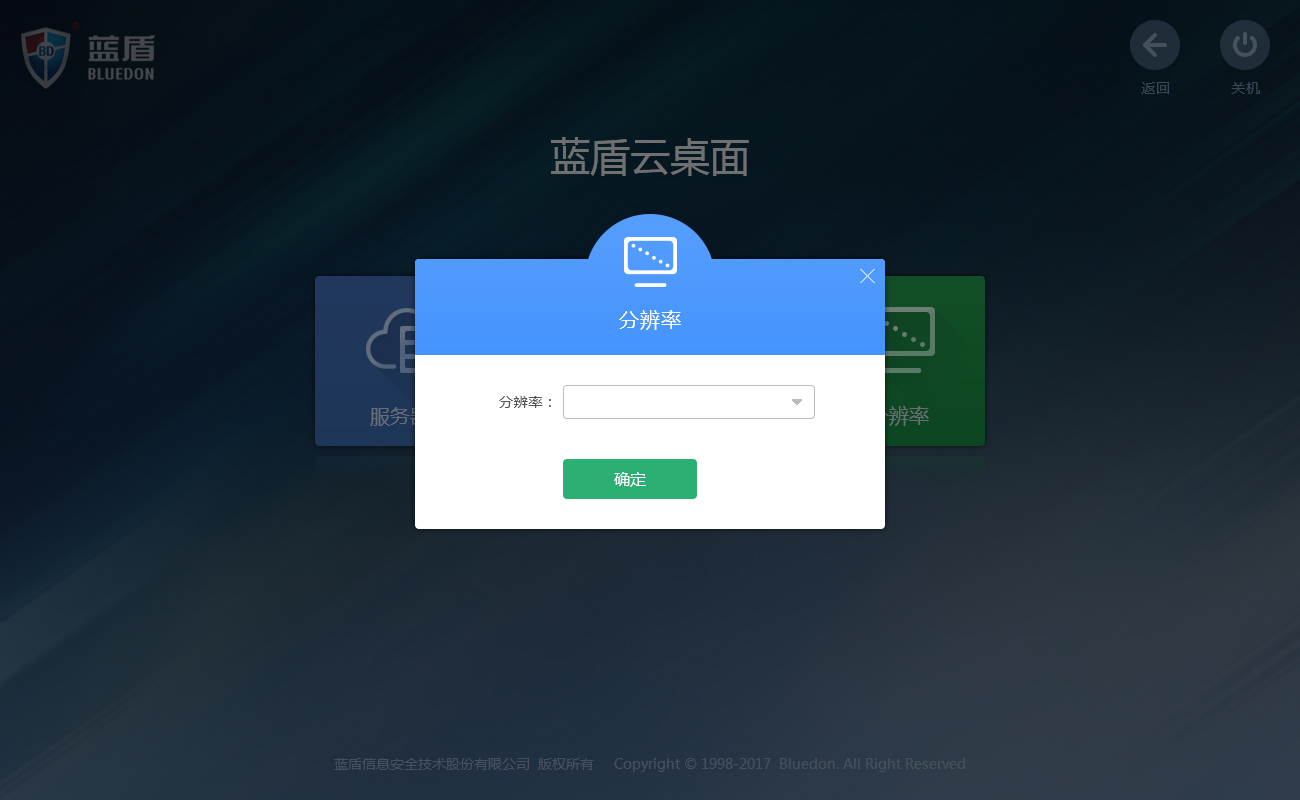 BD
蓝盾
BLUEDON
返回
关机
蓝盾云桌面
分辨率
服务
辨率
分辨率：
确定
蓝盾信息安全技术股份有限公司 版权所有 Copyright © 1998-2017 Bluedon. All Right Reserved